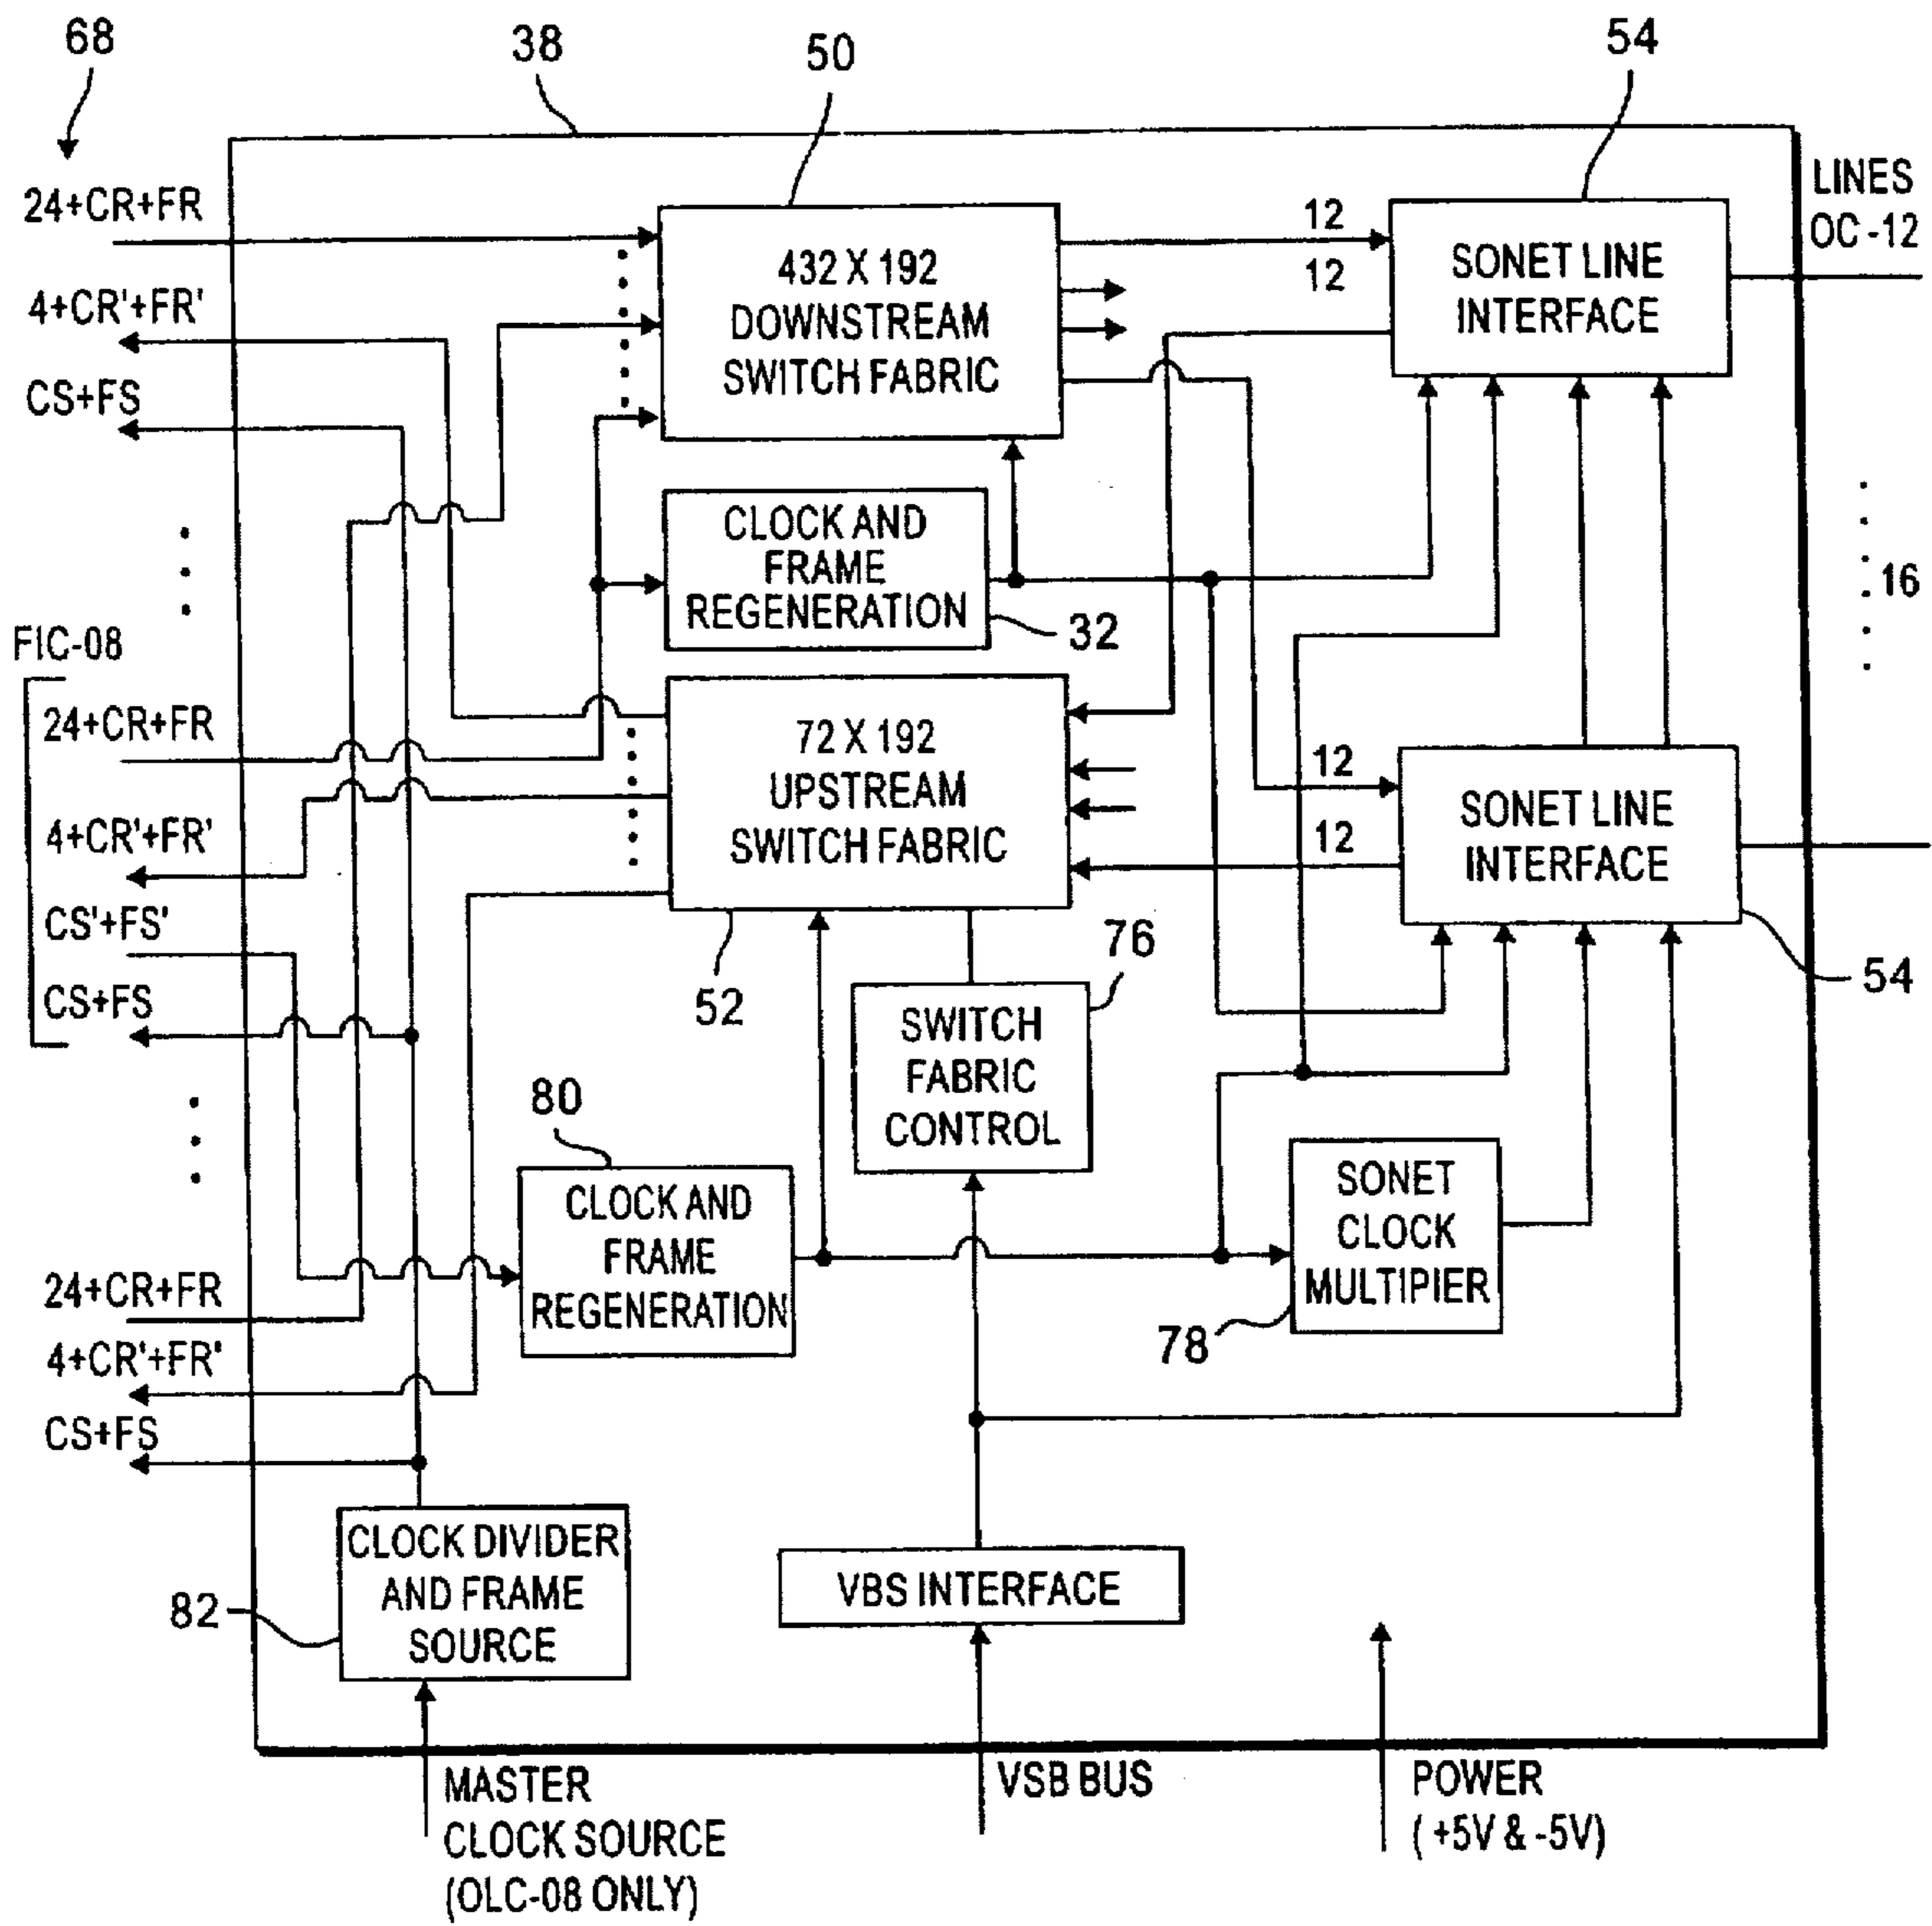 68
38
50
54
24+CR+FR
4+CR'+FR'
CS+FS
432 X 192
DOWNSTREAM
SWITCH FABRIC
12
12
SONET LINE
INTERFACE
LINES
OC-12
CLOCK AND
FRAME
REGENERATION
32
16
FIC-08
24+CR+FR
4+CR'+FR'
CS'+FS'
CS+FS
72 X 192
UPSTREAM
SWITCH FABRIC
52
12
12
SONET LINE
INTERFACE
54
76
SWITCH
FABRIC
CONTROL
80
CLOCK AND
FRAME
REGENERATION
SONET
CLOCK
MULTIPIER
78
24+CR+FR
4+CR'+FR'
CS+FS
CLOCK DIVIDER
AND FRAME
SOURCE
82
VBS INTERFACE
MASTER
CLOCK SOURCE
(OLC-08 ONLY)
VSB BUS
POWER
( +5V & -5V)